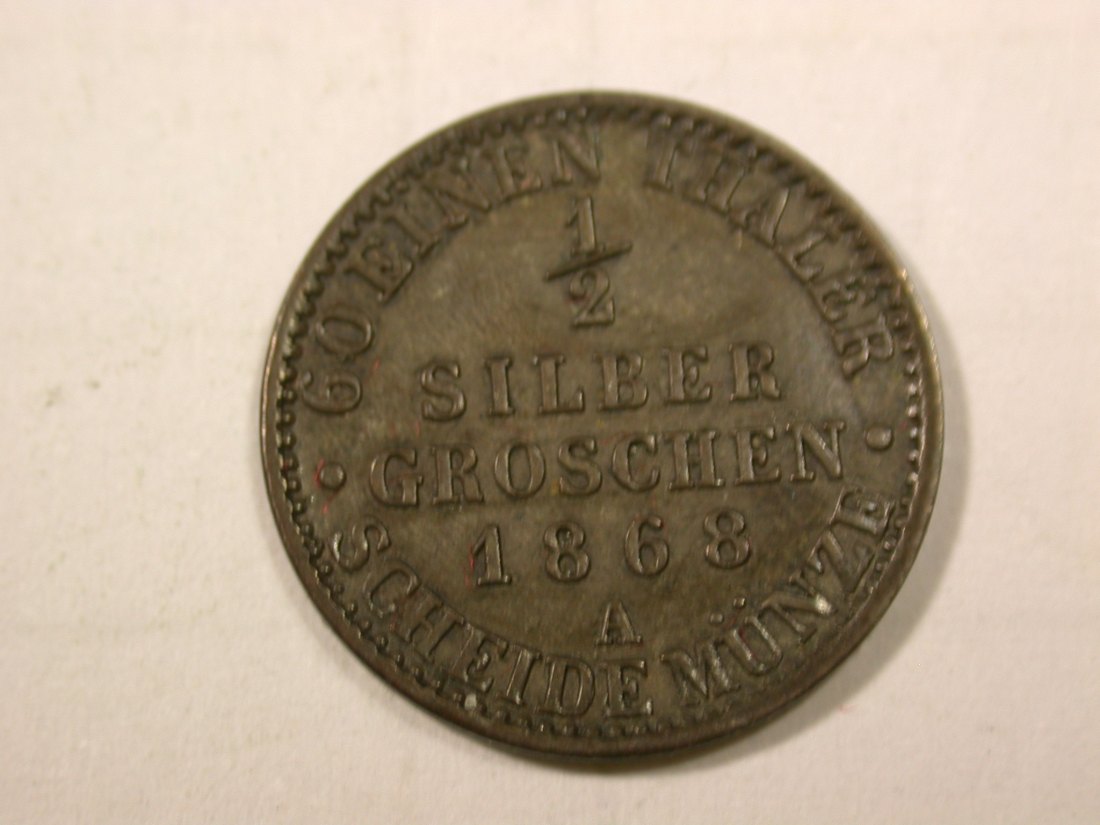 60 EINEN THALER
1/2
SILBER
GROSCHEN
1868
A
SCHEIDE MÜNZE